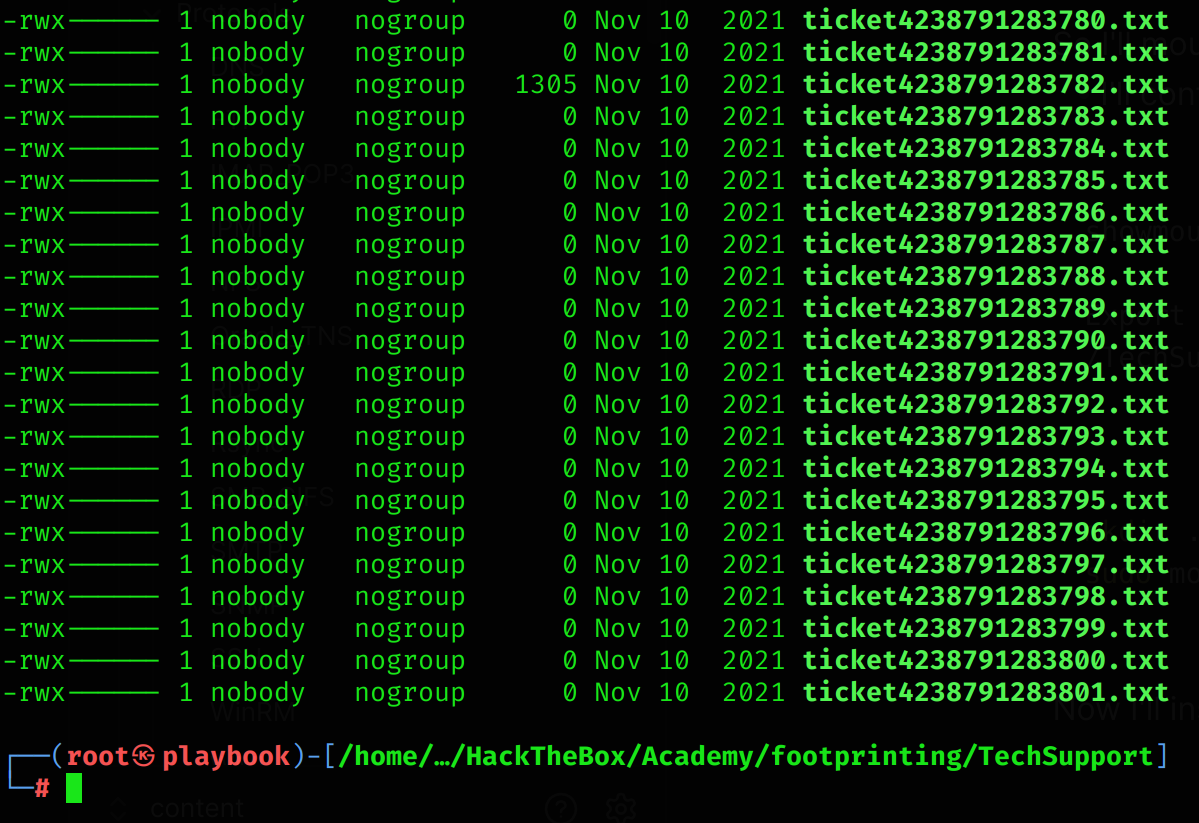 -rwx------ 1 nobody nogroup 0 Nov 10 2021 ticket4238791283780.txt
-rwx------ 1 nobody nogroup 0 Nov 10 2021 ticket4238791283781.txt
-rwx------ 1 nobody nogroup 1305 Nov 10 2021 ticket4238791283782.txt
-rwx------ 1 nobody nogroup 0 Nov 10 2021 ticket4238791283783.txt
-rwx------ 1 nobody nogroup 0 Nov 10 2021 ticket4238791283784.txt
-rwx------ 1 nobody nogroup 0 Nov 10 2021 ticket4238791283785.txt
-rwx------ 1 nobody nogroup 0 Nov 10 2021 ticket4238791283786.txt
-rwx------ 1 nobody nogroup 0 Nov 10 2021 ticket4238791283787.txt
-rwx------ 1 nobody nogroup 0 Nov 10 2021 ticket4238791283788.txt
-rwx------ 1 nobody nogroup 0 Nov 10 2021 ticket4238791283789.txt
-rwx------ 1 nobody nogroup 0 Nov 10 2021 ticket4238791283790.txt
-rwx------ 1 nobody nogroup 0 Nov 10 2021 ticket4238791283791.txt
-rwx------ 1 nobody nogroup 0 Nov 10 2021 ticket4238791283792.txt
-rwx------ 1 nobody nogroup 0 Nov 10 2021 ticket4238791283793.txt
-rwx------ 1 nobody nogroup 0 Nov 10 2021 ticket4238791283794.txt
-rwx------ 1 nobody nogroup 0 Nov 10 2021 ticket4238791283795.txt
-rwx------ 1 nobody nogroup 0 Nov 10 2021 ticket4238791283796.txt
-rwx------ 1 nobody nogroup 0 Nov 10 2021 ticket4238791283797.txt
-rwx------ 1 nobody nogroup 0 Nov 10 2021 ticket4238791283798.txt
-rwx------ 1 nobody nogroup 0 Nov 10 2021 ticket4238791283799.txt
-rwx------ 1 nobody nogroup 0 Nov 10 2021 ticket4238791283800.txt
-rwx------ 1 nobody nogroup 0 Nov 10 2021 ticket4238791283801.txt
┌──(root㉿playbook)-[/home/…/HackTheBox/Academy/footprinting/TechSupport]
└─#
content